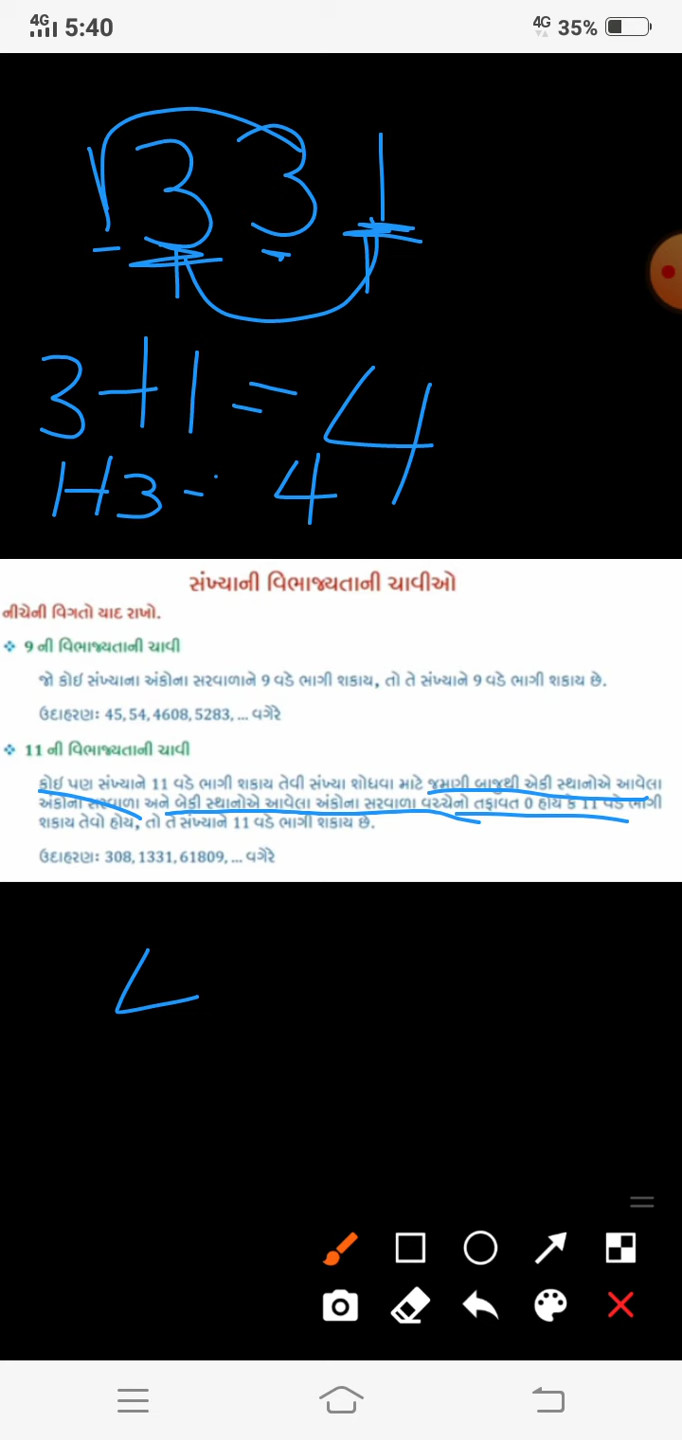 4G 5:40 4G 35%
1331
3+1=4
1+3= 4
સંખ્યાની વિભાજ્યતાની ચાવીઓ
નીચેની વિગતો યાદ રાખો.
❖ 9 ની વિભાજ્યતાની ચાવી
જો કોઈ સંખ્યાના અંકોના સરવાળાને 9 વડે ભાગી શકાય, તો તે સંખ્યાને 9 વડે ભાગી શકાય છે.
ઉદાહરણ: 45, 54, 4608, 5283, ... વગેરે
❖ 11 ની વિભાજ્યતાની ચાવી
કોઈ પણ સંખ્યાને 11 વડે ભાગી શકાય તેવી સંખ્યા શોધવા માટે જમણી બાજુથી એકી સ્થાનોએ આવેલા
અંકોના સરવાળા અને બેકી સ્થાનોએ આવેલા અંકોના સરવાળા વચ્ચેનો તફાવત 0 હોય કે 11 વડે ભાગી
શકાય તેવો હોય, તો તે સંખ્યાને 11 વડે ભાગી શકાય છે.
ઉદાહરણ: 308, 1331, 61809, ... વગેરે